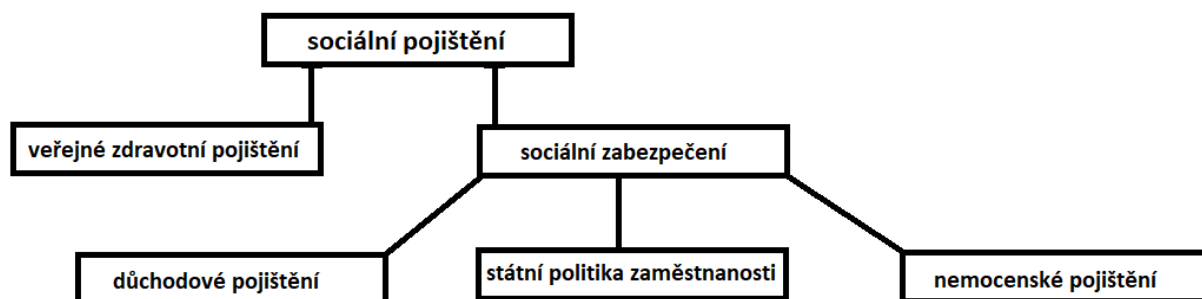 sociální pojištění
veřejné zdravotní pojištění
sociální zabezpečení
důchodové pojištění
státní politika zaměstnanosti
nemocenské pojištění